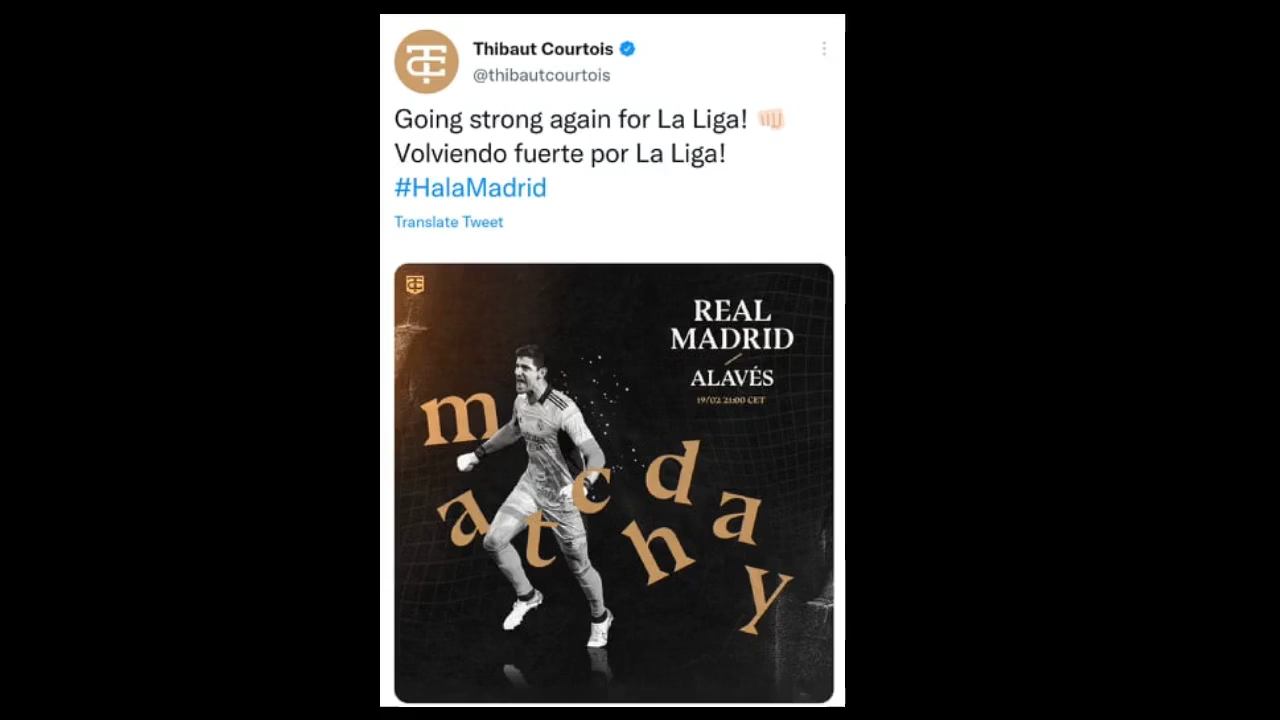 Thibaut Courtois
@thibautcourtois
Going strong again for La Liga! 👊🏻
Volviendo fuerte por La Liga!
#HalaMadrid
Translate Tweet
REAL
MADRID
ALAVÉS
19/02 21:00 CET
matchday